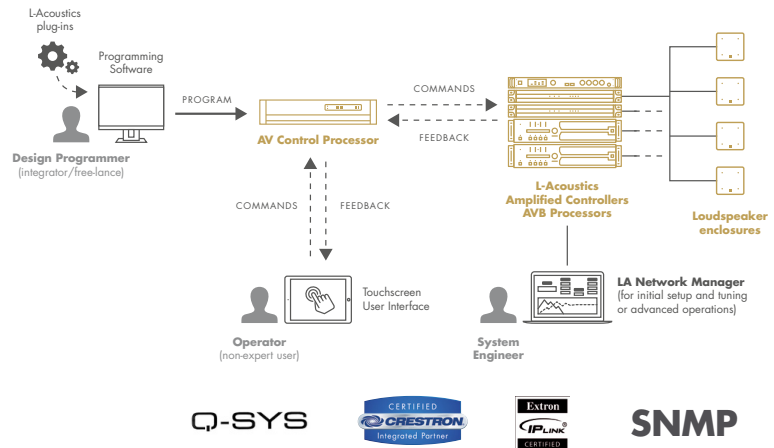 L-Acoustics
plug-ins
Programming
Software
PROGRAM
Design Programmer
(integrator/free-lance)
AV Control Processor
COMMANDS
FEEDBACK
COMMANDS
FEEDBACK
L-Acoustics
Amplified Controllers
AVB Processors
Loudspeaker
enclosures
Touchscreen
User Interface
Operator
(non-expert user)
System
Engineer
LA Network Manager
(for initial setup and tuning
or advanced operations)
Q-SYS
CERTIFIED
CRESTRON®
Integrated Partner
Extron
IPLINK®
CERTIFIED
SNMP